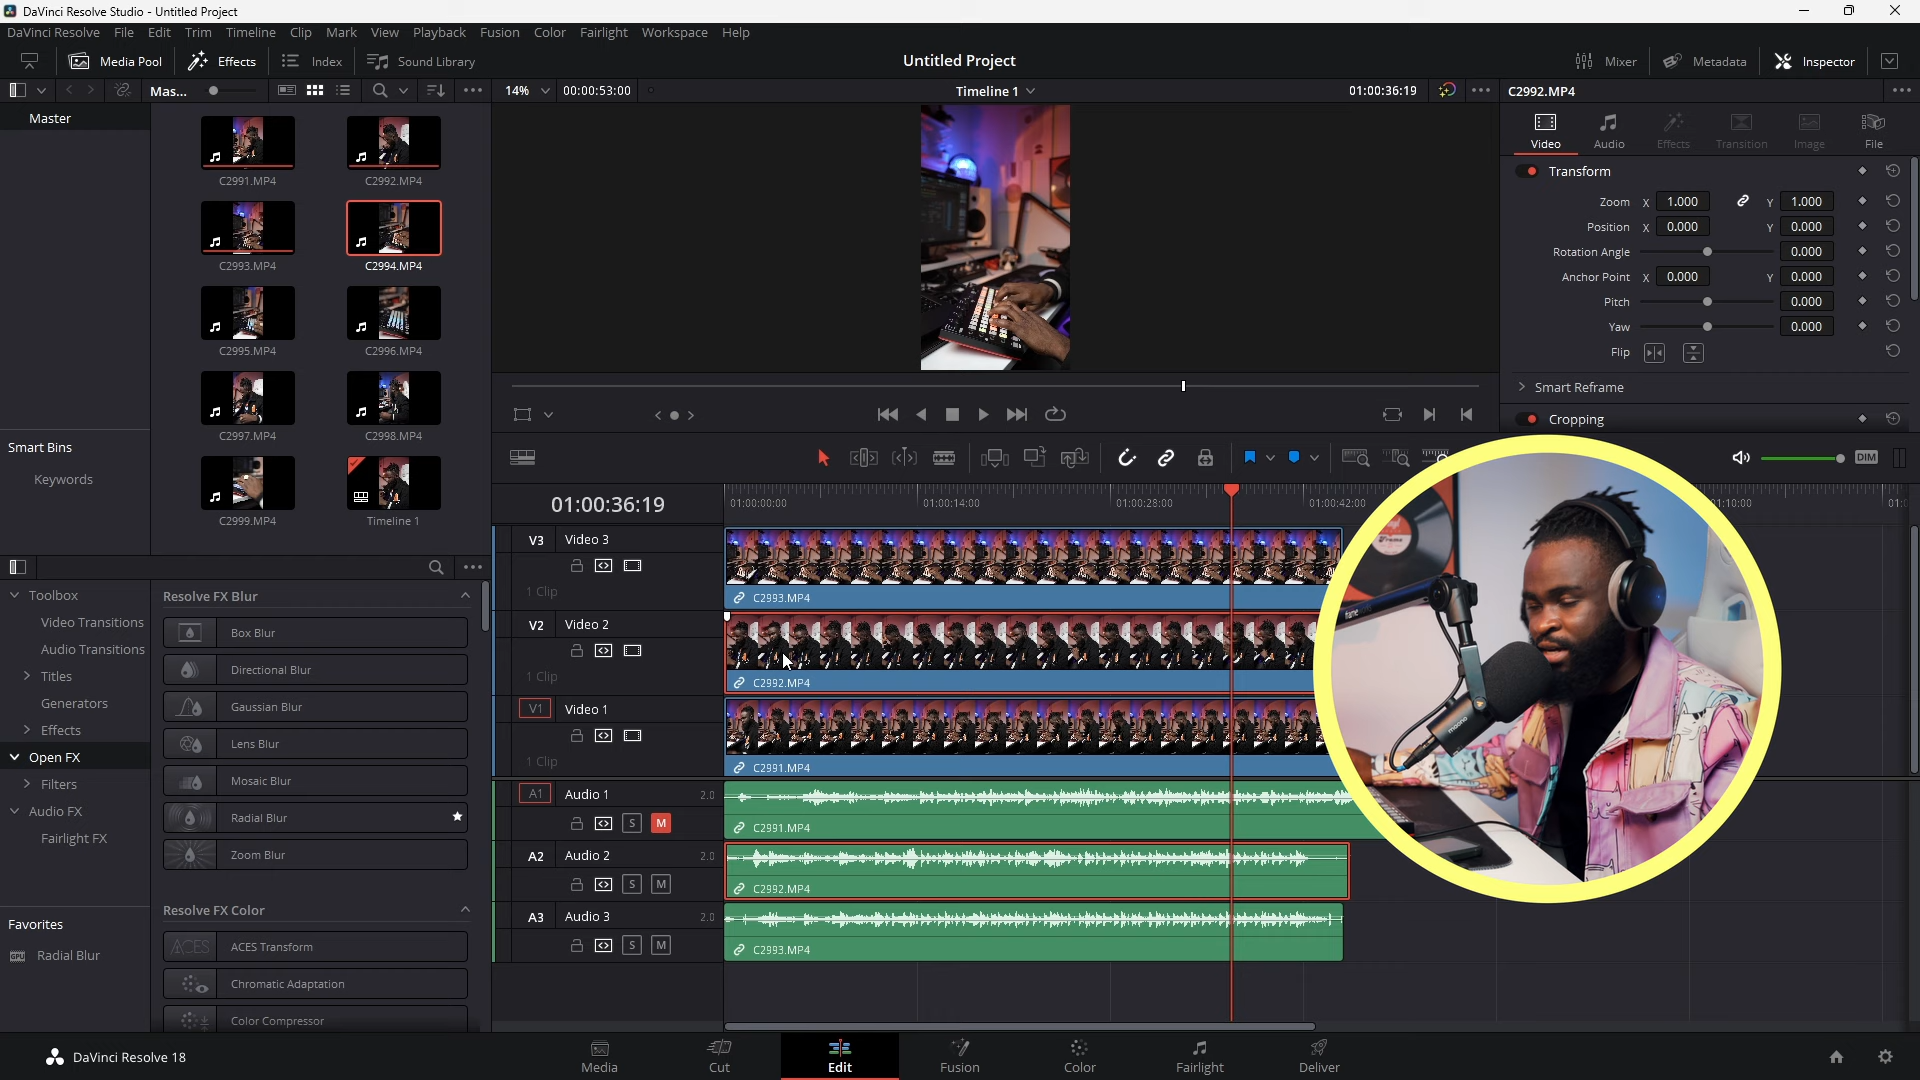 DaVinci Resolve Studio - Untitled Project
DaVinci Resolve File Edit Trim Timeline Clip Mark View Playback Fusion Color Fairlight Workspace Help
Media Pool Effects Index Sound Library Untitled Project Mixer Metadata Inspector
Mas... 14% 00:00:53:00 Timeline 1 01:00:36:19 C2992.MP4
Master
C2991.MP4 C2992.MP4
C2993.MP4 C2994.MP4
C2995.MP4 C2996.MP4
C2997.MP4 C2998.MP4
C2999.MP4 Timeline 1
Smart Bins
Keywords
Video Audio Effects Transition Image File
Transform
Zoom X 1.000 Y 1.000
Position X 0.000 Y 0.000
Rotation Angle 0.000
Anchor Point X 0.000 Y 0.000
Pitch 0.000
Yaw 0.000
Flip
Smart Reframe
Cropping
DIM
Toolbox
Video Transitions
Audio Transitions
Titles
Generators
Effects
Open FX
Filters
Audio FX
Fairlight FX
Favorites
Radial Blur
Resolve FX Blur
Box Blur
Directional Blur
Gaussian Blur
Lens Blur
Mosaic Blur
Radial Blur
Zoom Blur
Resolve FX Color
ACES ACES Transform
Chromatic Adaptation
Color Compressor
01:00:36:19 01:00:00:00 01:00:14:00 01:00:28:00 01:00:42:00 1:10:00 01:
V3 Video 3
1 Clip
C2993.MP4
V2 Video 2
1 Clip
C2992.MP4
V1 Video 1
1 Clip
C2991.MP4
A1 Audio 1 2.0
S M
C2991.MP4
A2 Audio 2 2.0
S M
C2992.MP4
A3 Audio 3 2.0
S M
C2993.MP4
frame
maono
DaVinci Resolve 18 Media Cut Edit Fusion Color Fairlight Deliver